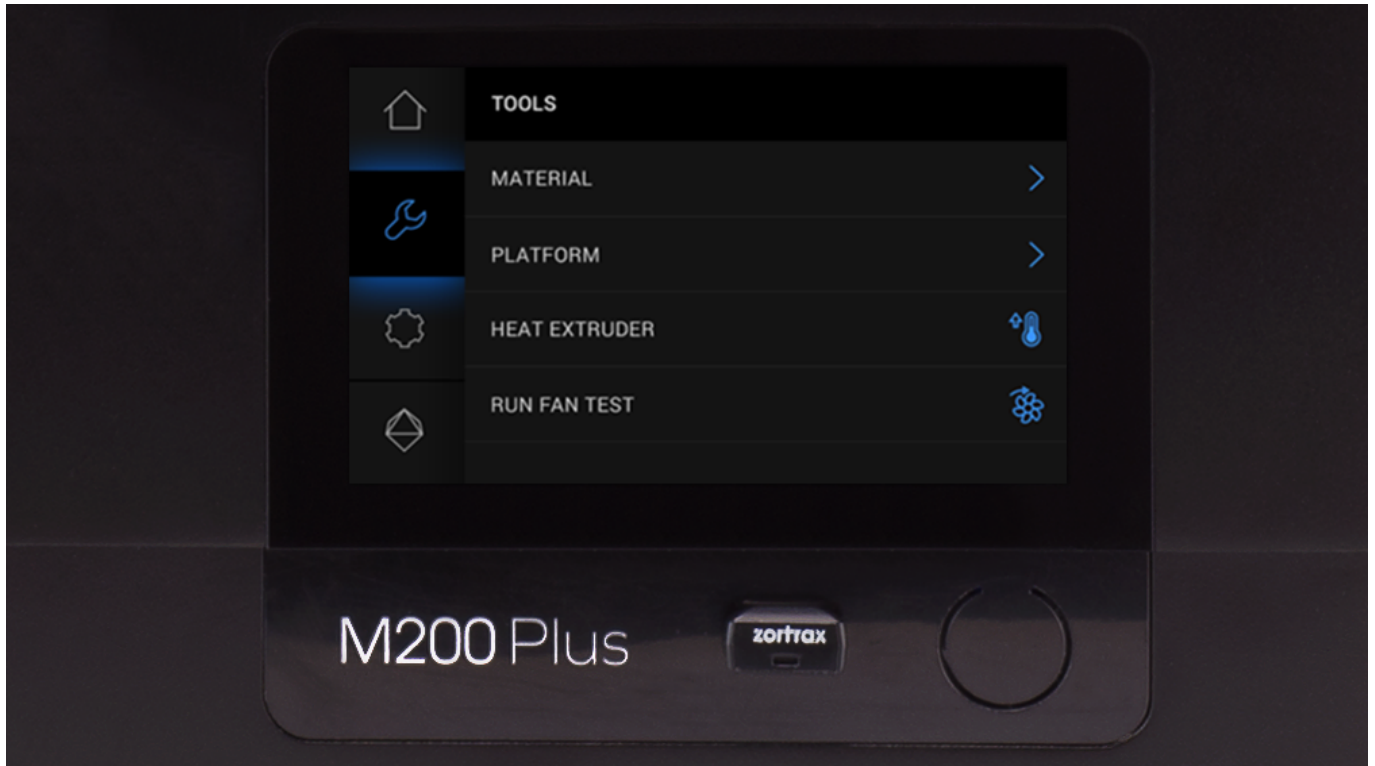 TOOLS
MATERIAL
PLATFORM
HEAT EXTRUDER
RUN FAN TEST
M200 Plus
zortrax